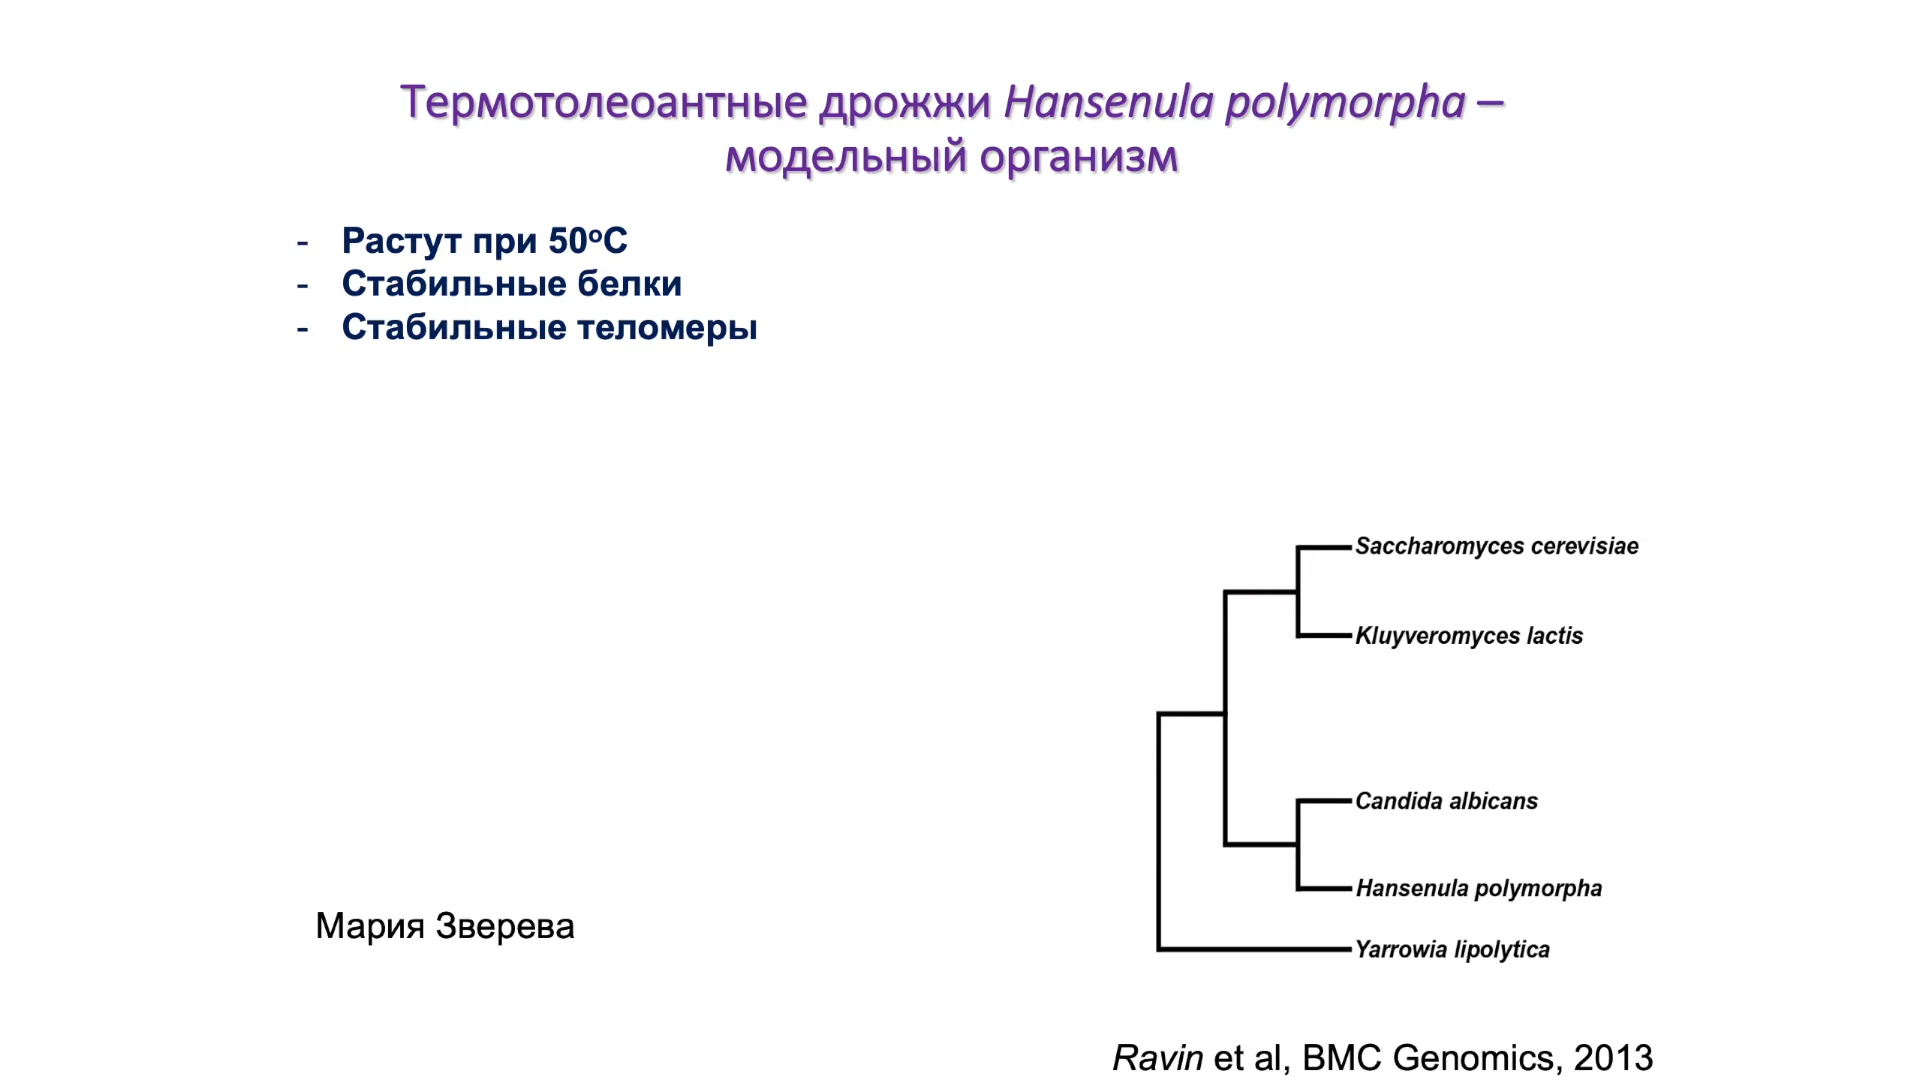 Термотолеоантные дрожжи Hansenula polymorpha –
модельный организм
- Растут при 50ºC
- Стабильные белки
- Стабильные теломеры
Saccharomyces cerevisiae
Kluyveromyces lactis
Candida albicans
Hansenula polymorpha
Yarrowia lipolytica
Мария Зверева
Ravin et al, BMC Genomics, 2013